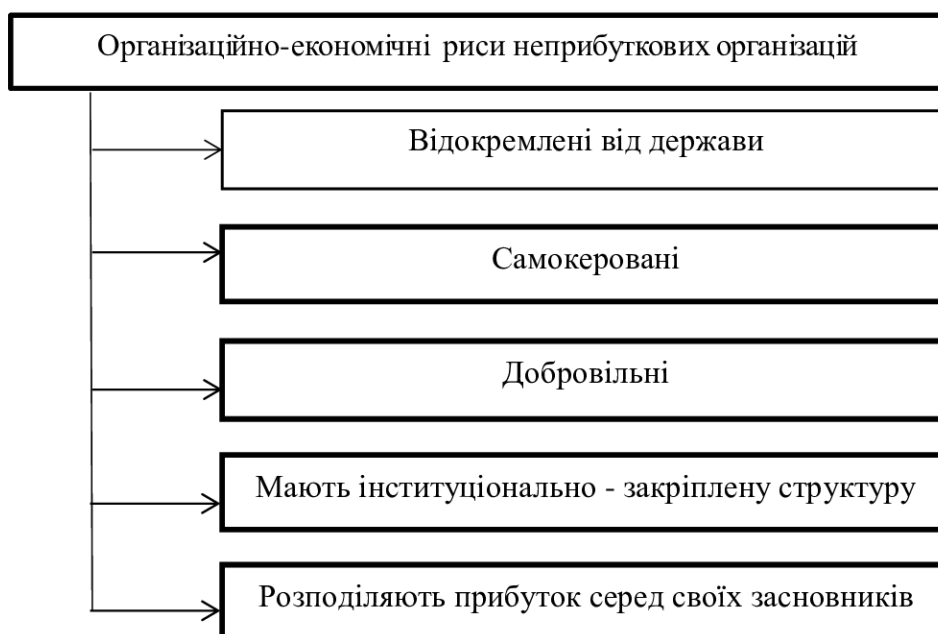 Організаційно-економічні риси неприбуткових організацій
Відокремлені від держави
Самокеровані
Добровільні
Мають інституціонально - закріплену структуру
Розподіляють прибуток серед своїх засновників